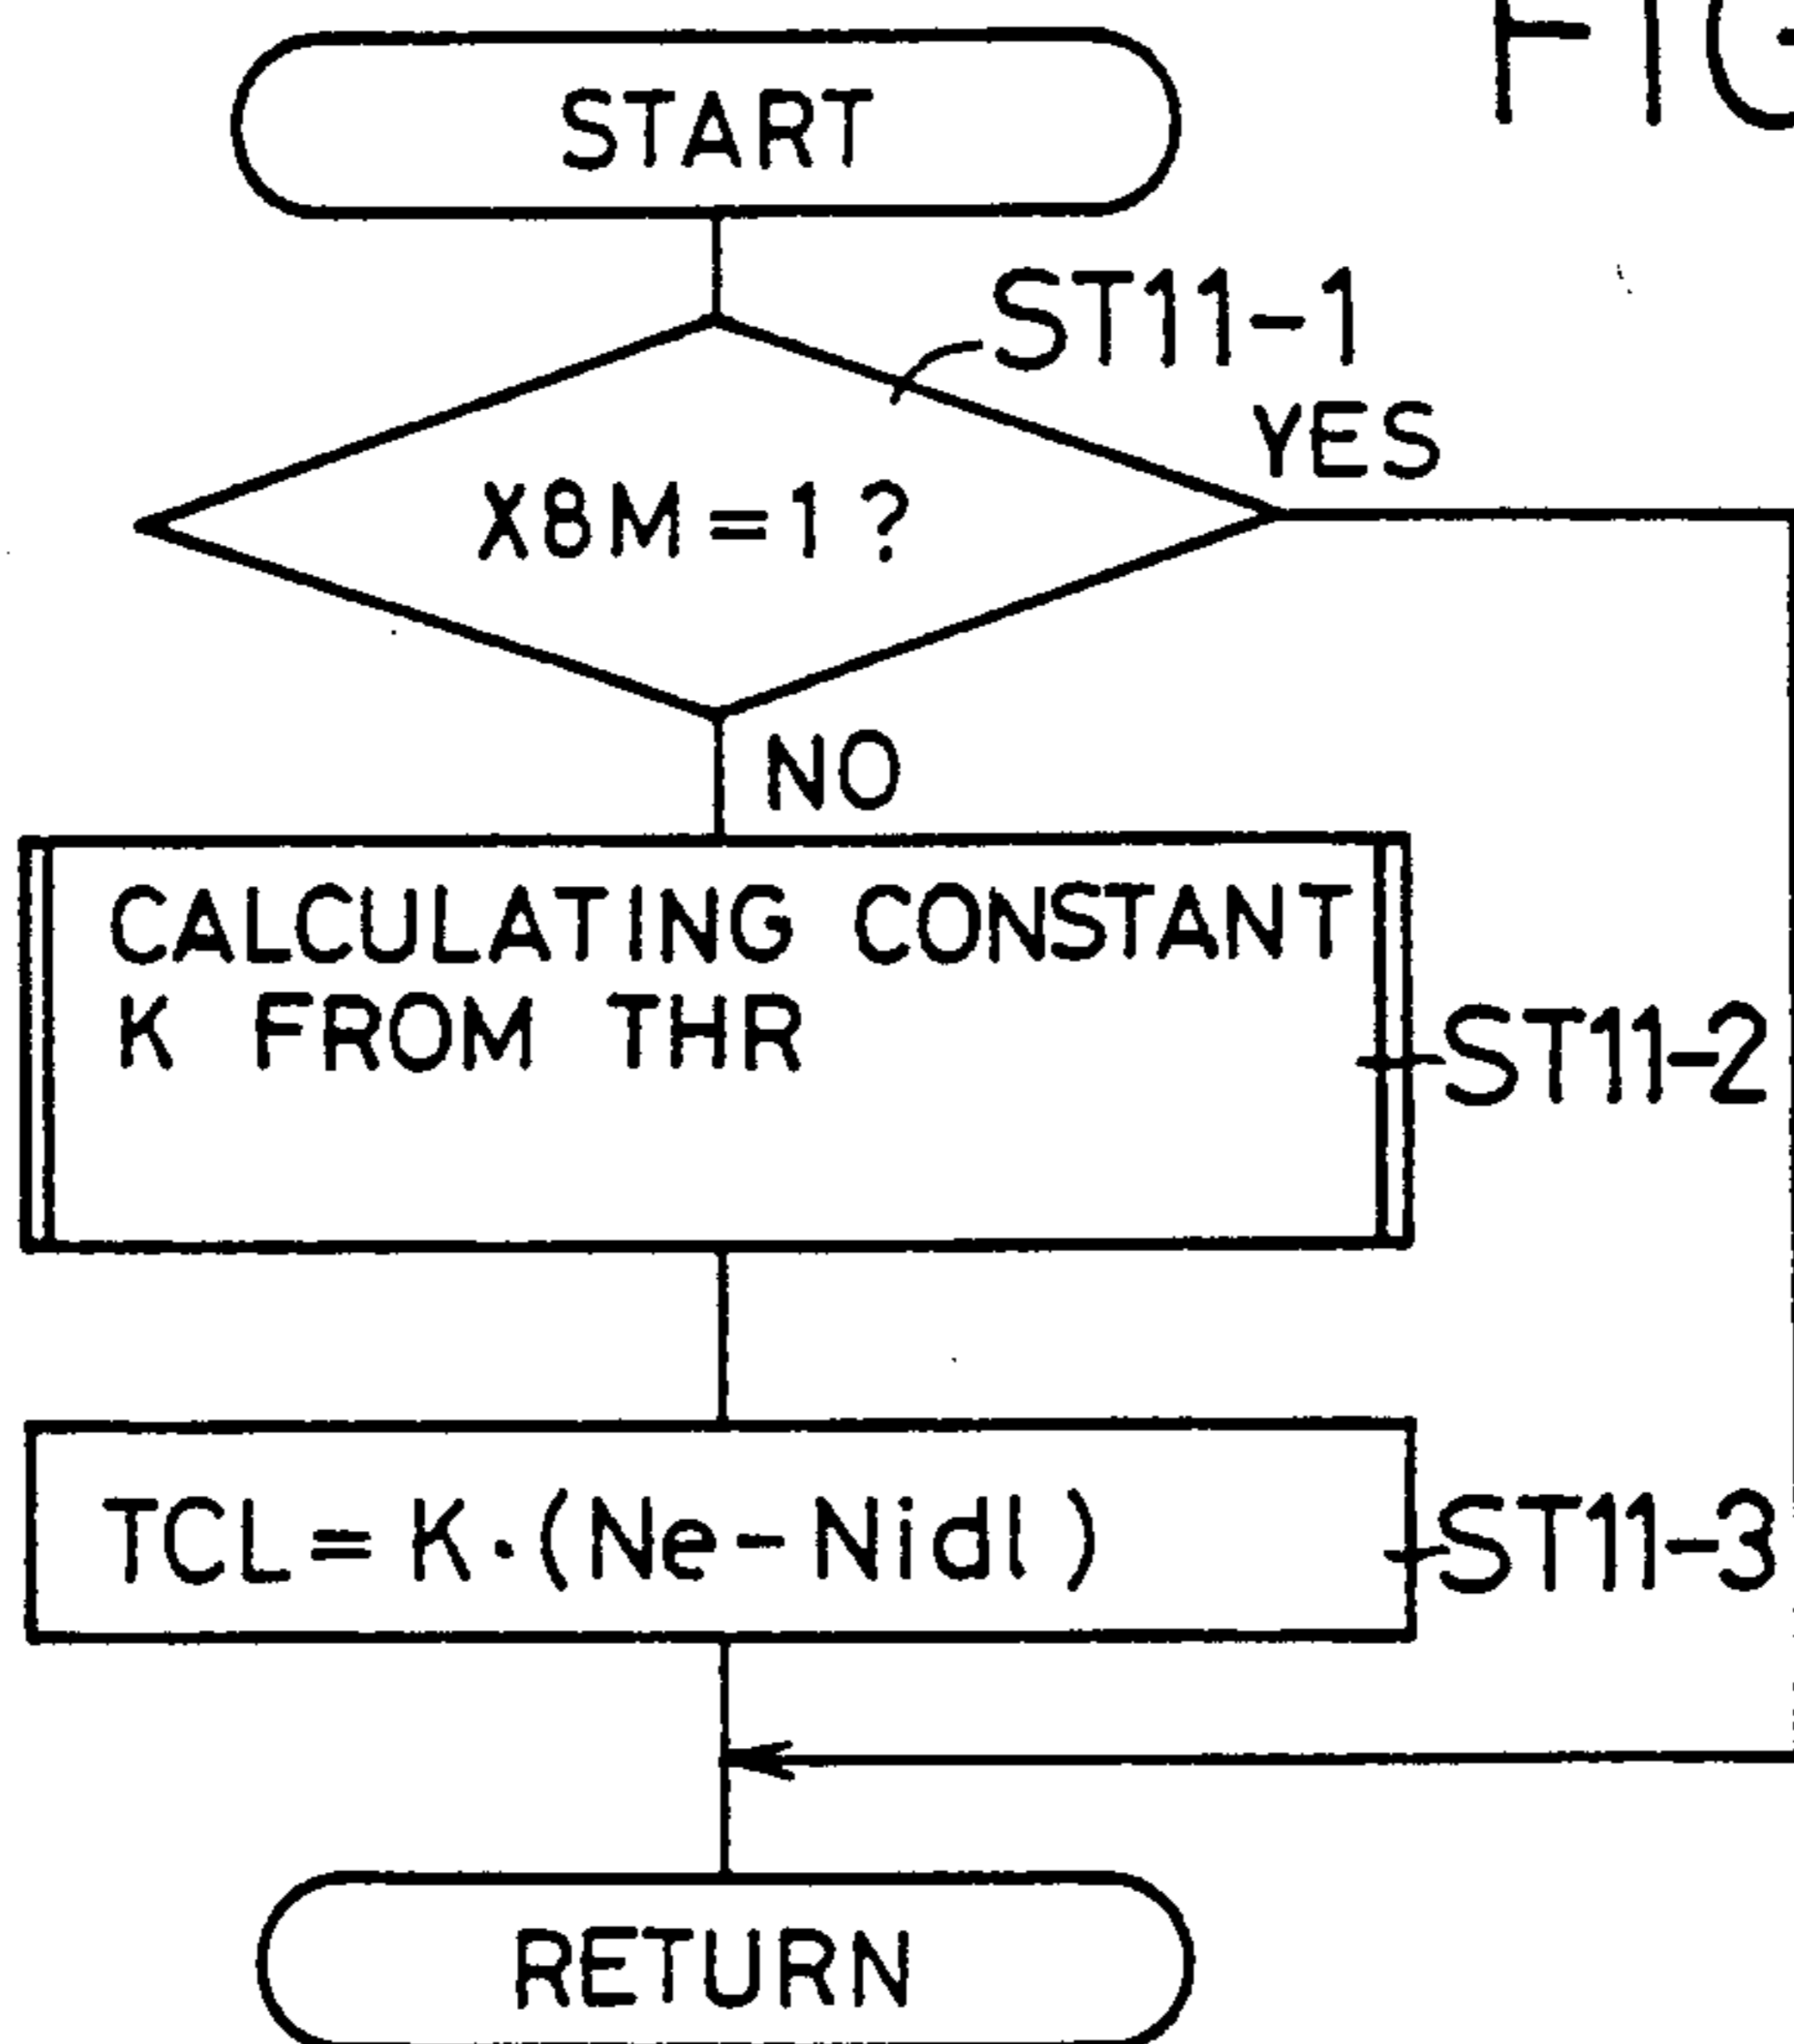 FIG
START
ST11-1
YES
X8M=1?
NO
CALCULATING CONSTANT
K FROM THR
ST11-2
TCL=K·(Ne-Nidl)
ST11-3
RETURN